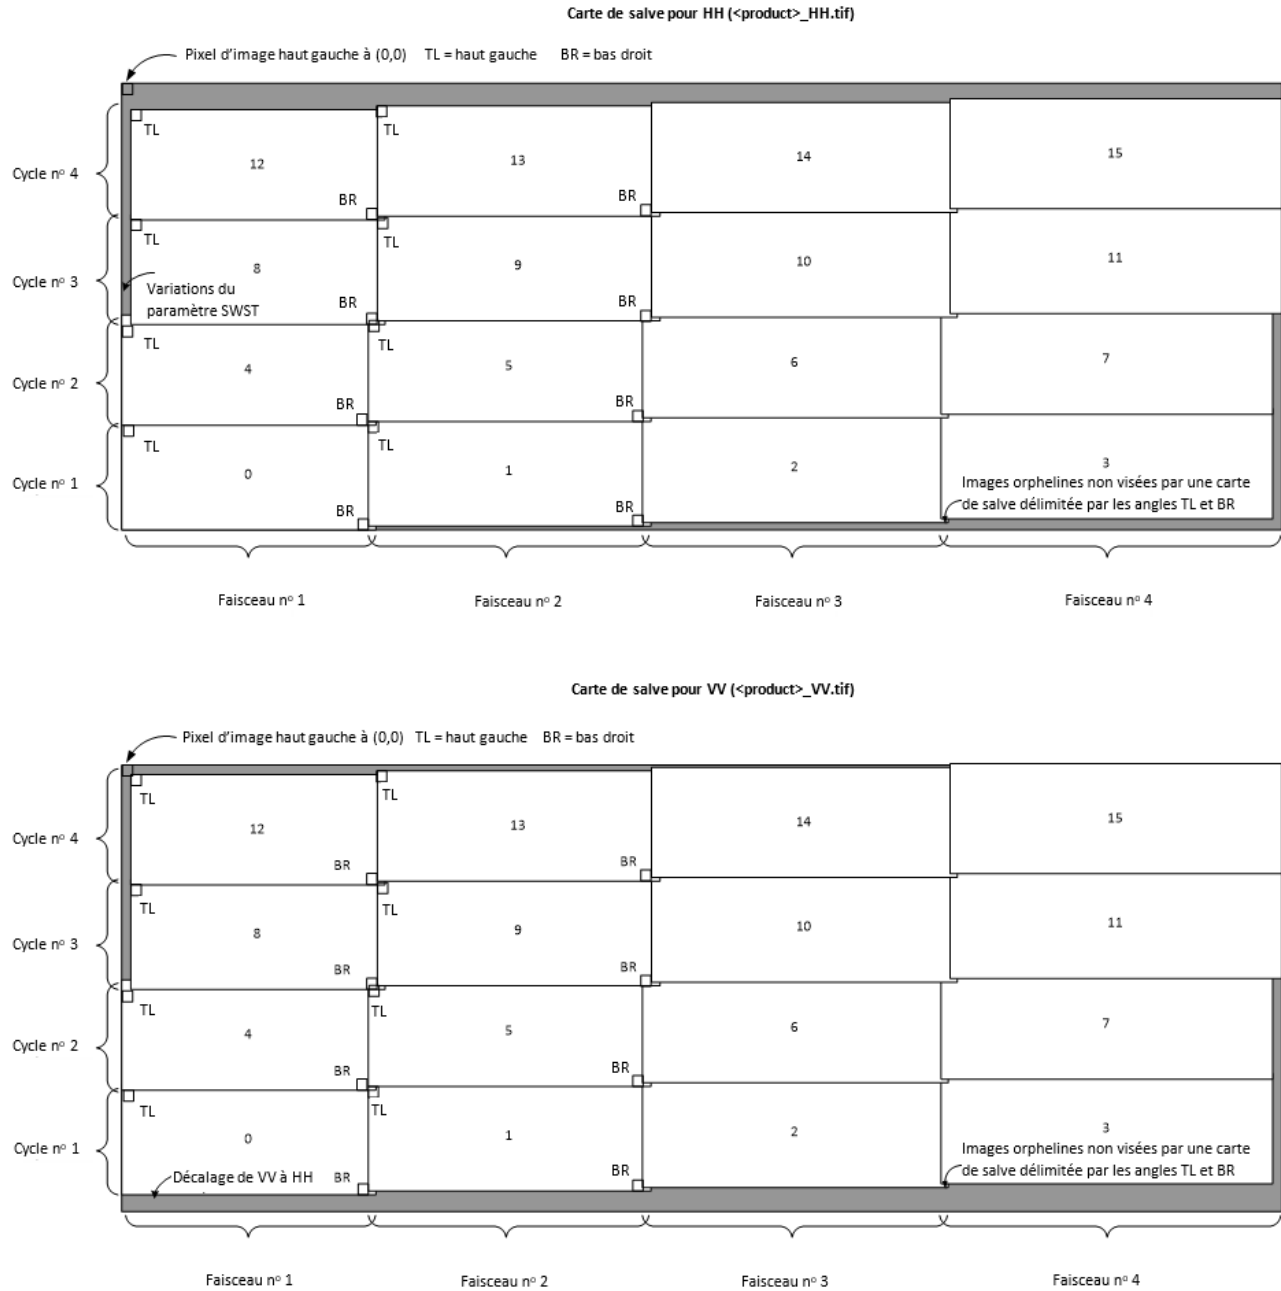 Carte de salve pour HH (<product>_HH.tif)
Pixel d'image haut gauche à (0,0) TL = haut gauche BR = bas droit
TL TL
Cycle nº 4 12 13 14 15
BR BR
TL TL
Cycle nº 3 8 9 10 11
Variations du
paramètre SWST
BR BR
TL TL
Cycle nº 2 4 5 6 7
BR BR
TL TL
Cycle nº 1 0 1 2 3
Images orphelines non visées par une carte
de salve délimitée par les angles TL et BR
BR BR
Faisceau nº 1 Faisceau nº 2 Faisceau nº 3 Faisceau nº 4
Carte de salve pour VV (<product>_VV.tif)
Pixel d'image haut gauche à (0,0) TL = haut gauche BR = bas droit
TL TL
Cycle nº 4 12 13 14 15
BR BR
TL TL
Cycle nº 3 8 9 10 11
BR BR
TL TL
Cycle nº 2 4 5 6 7
BR BR
TL TL
Cycle nº 1 0 1 2 3
Images orphelines non visées par une carte
de salve délimitée par les angles TL et BR
Décalage de VV à HH BR BR
Faisceau nº 1 Faisceau nº 2 Faisceau nº 3 Faisceau nº 4